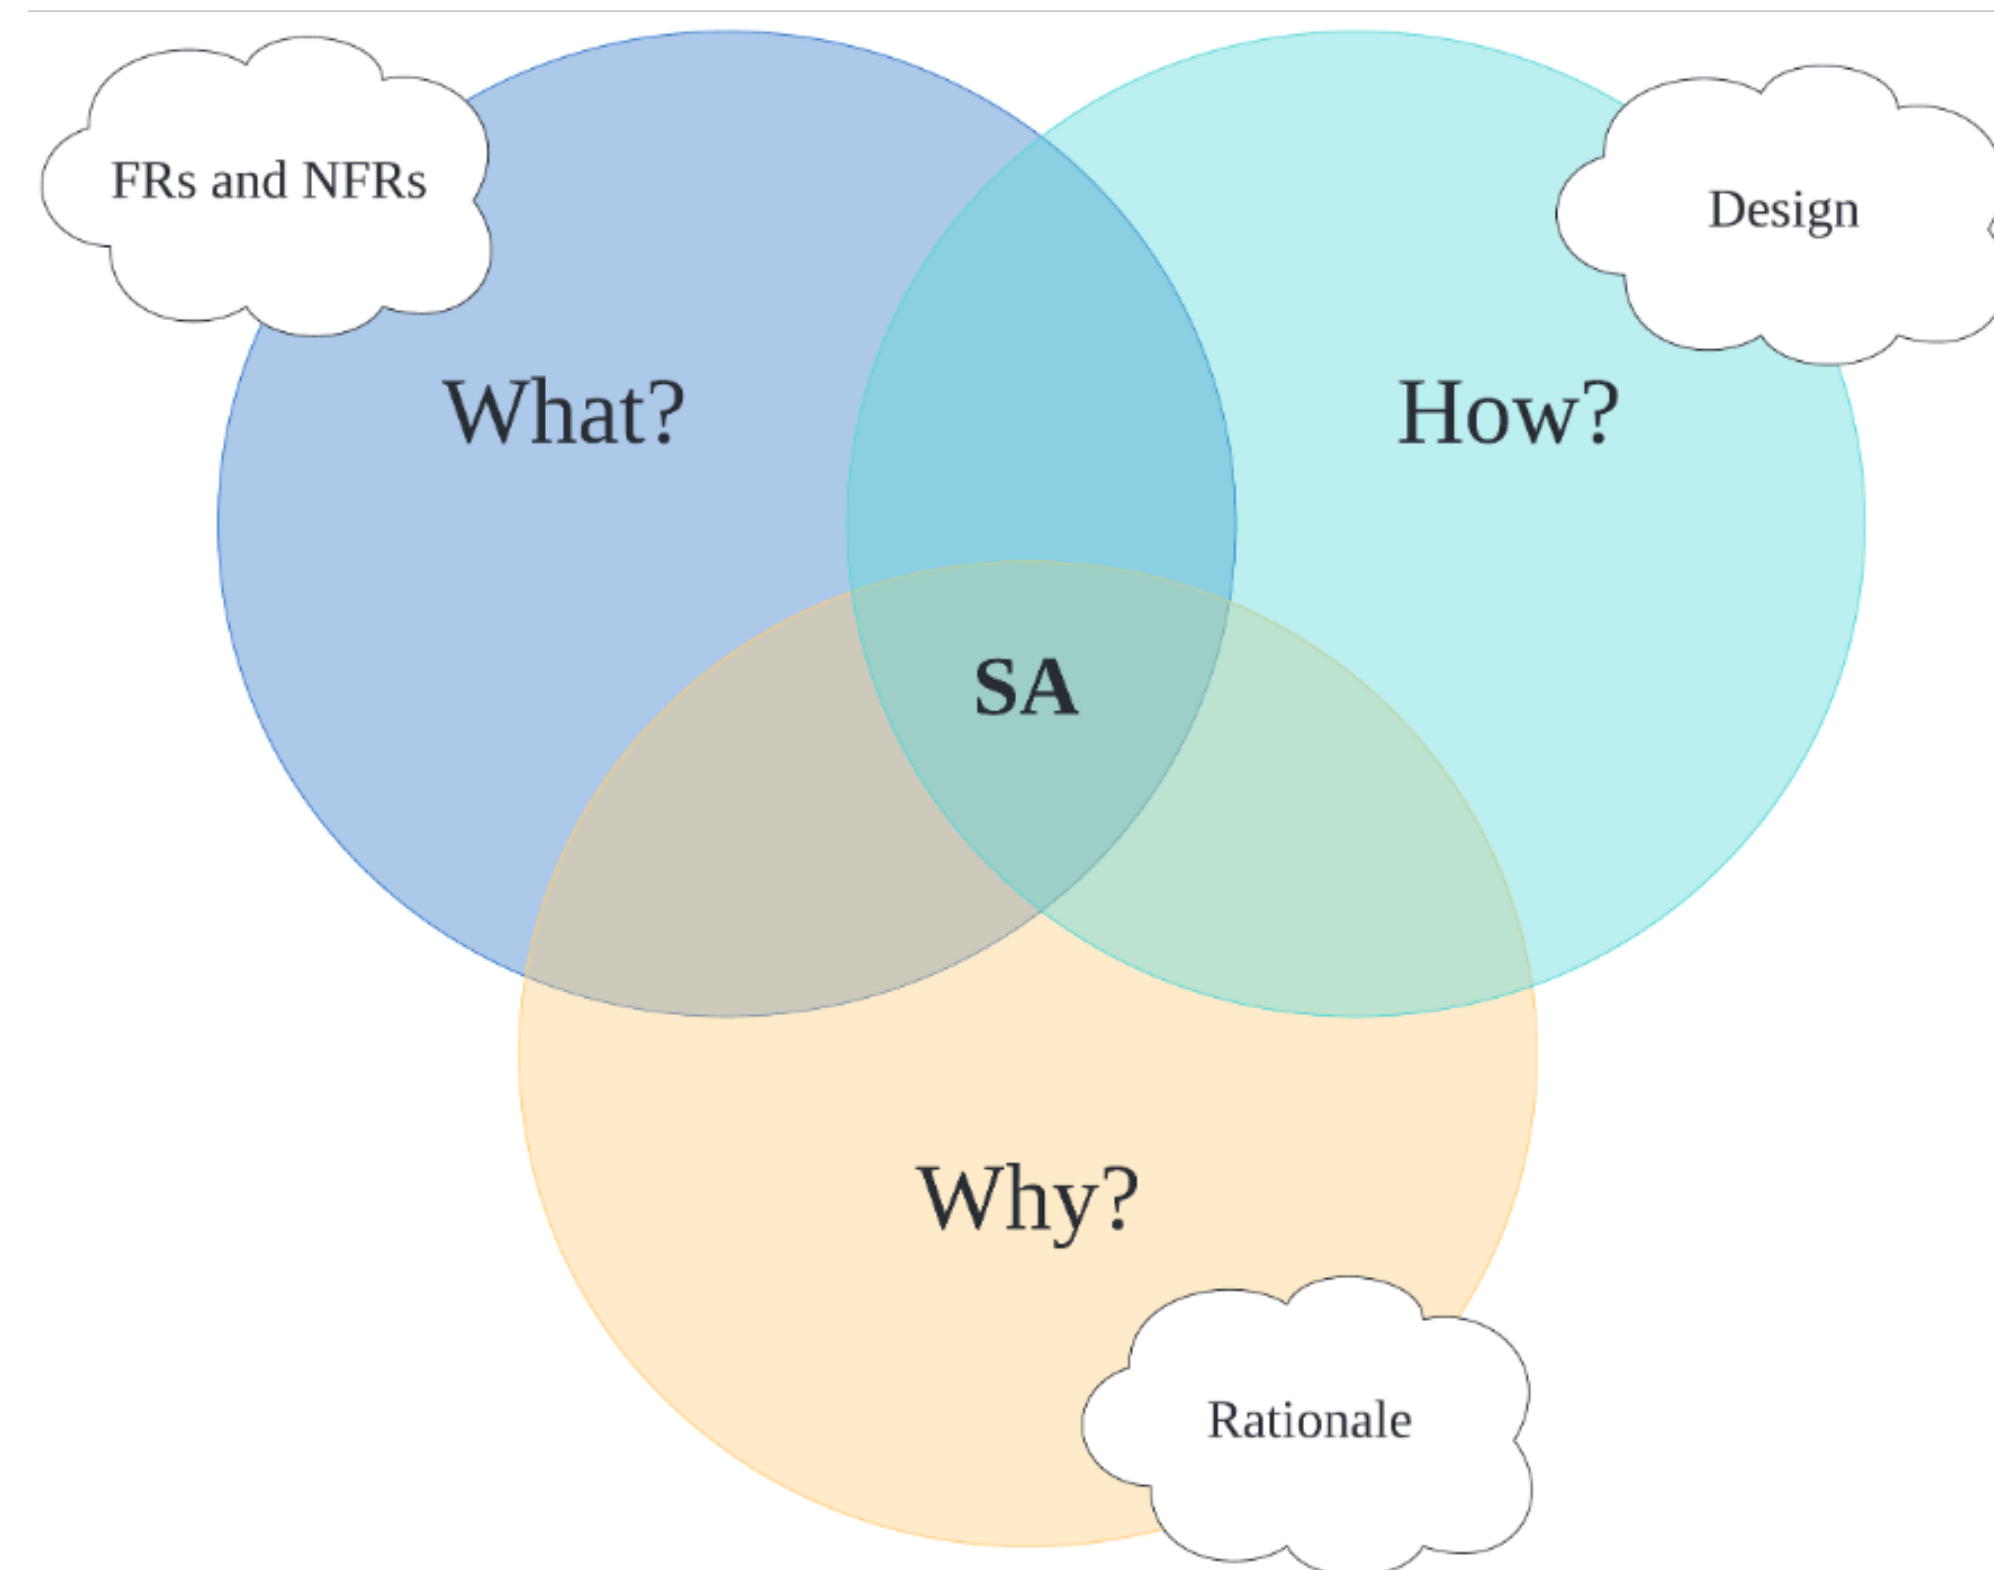 FRs and NFRs
Design
What?
How?
SA
Why?
Rationale